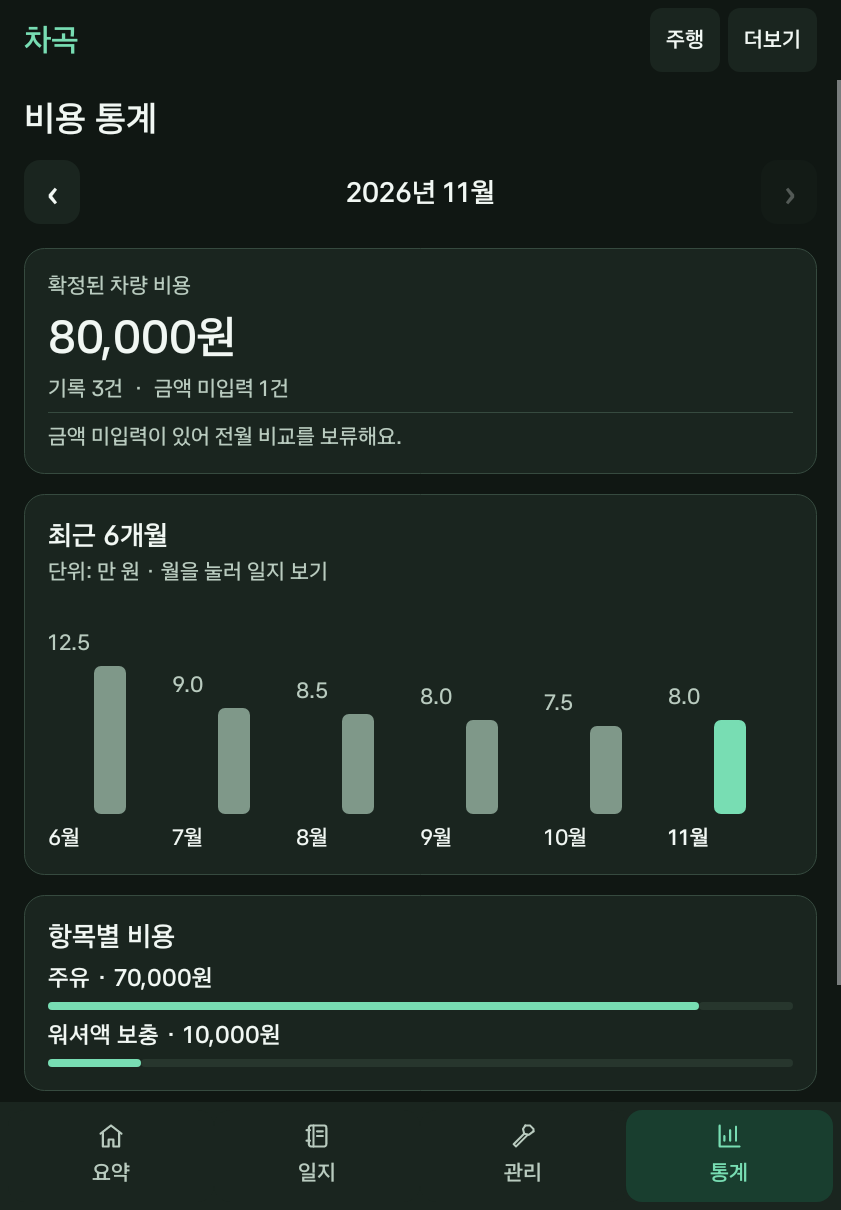 차곡
주행
더보기
비용 통계
‹
2026년 11월
›
확정된 차량 비용
80,000원
기록 3건 · 금액 미입력 1건
금액 미입력이 있어 전월 비교를 보류해요.
최근 6개월
단위: 만 원 · 월을 눌러 일지 보기
12.5
9.0
8.5
8.0
7.5
8.0
6월
7월
8월
9월
10월
11월
항목별 비용
주유 · 70,000원
워셔액 보충 · 10,000원
요약
일지
관리
통계